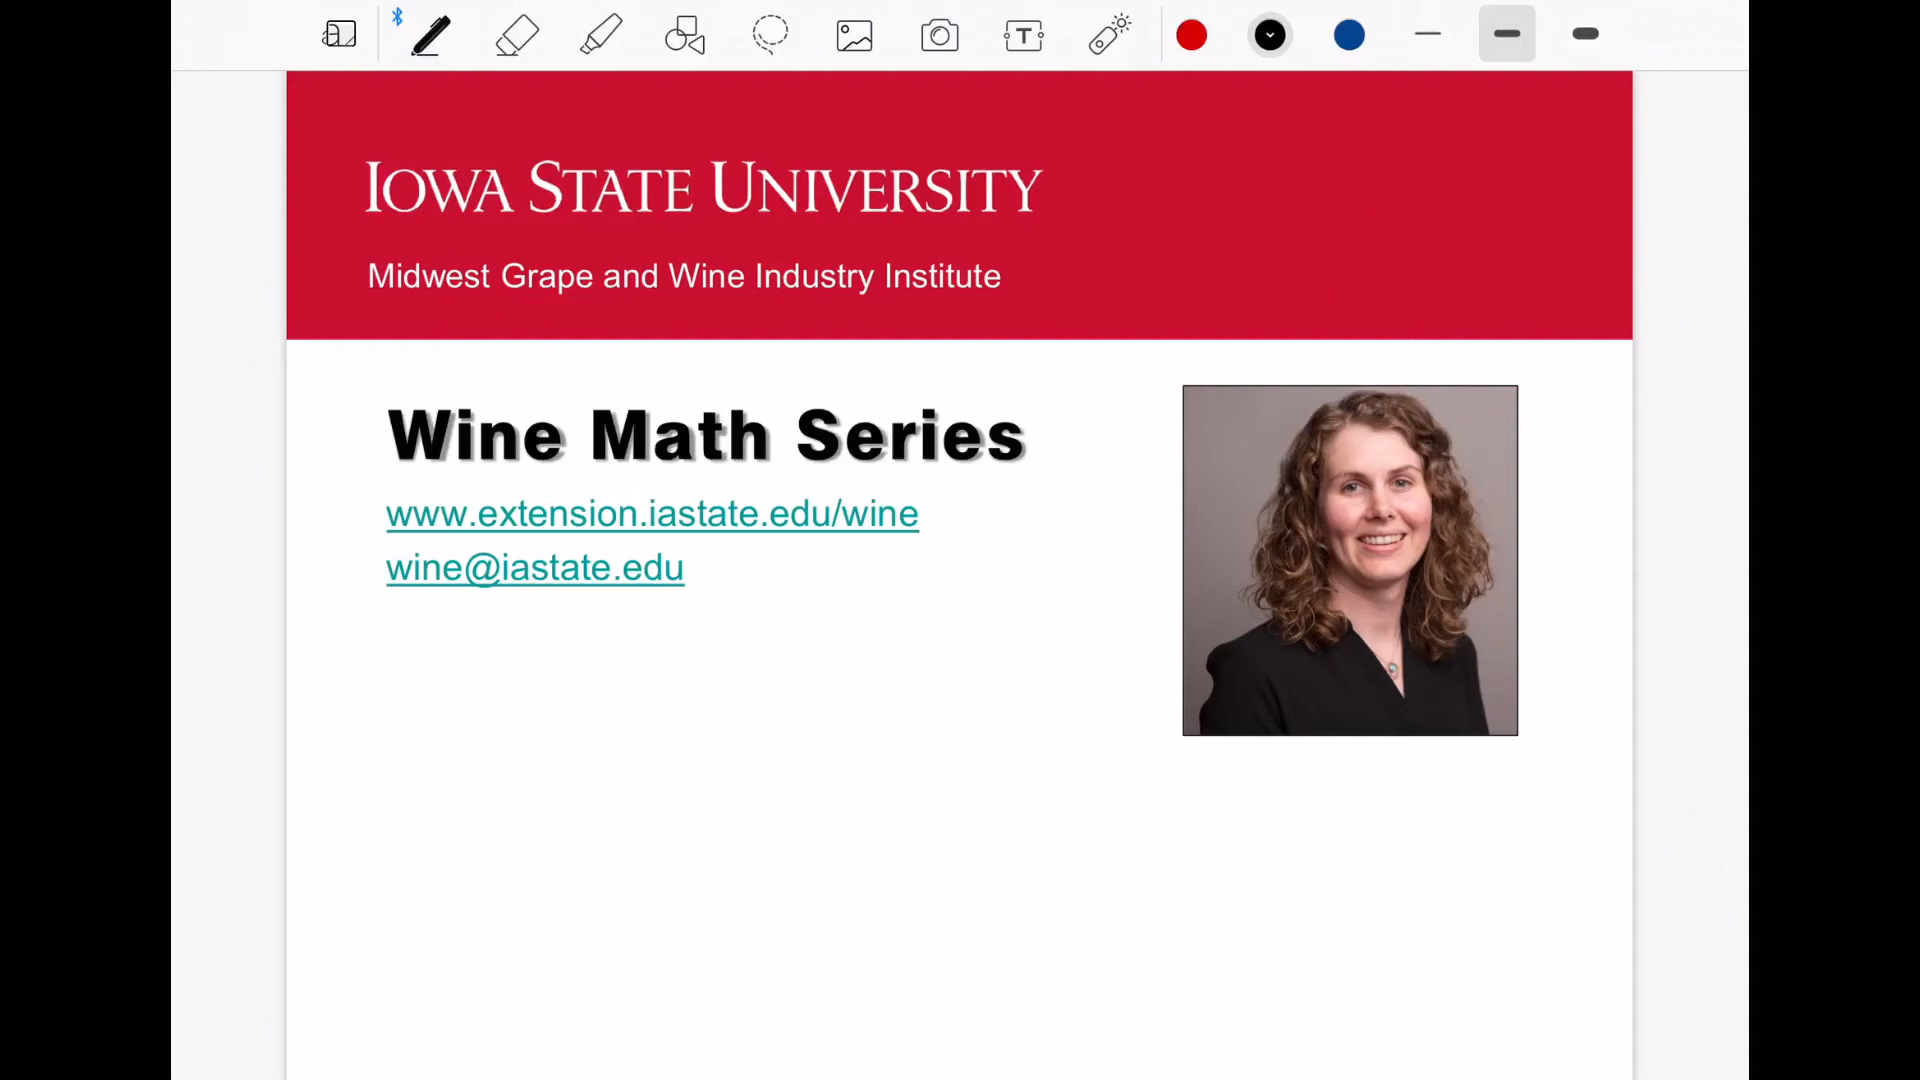 IOWA STATE UNIVERSITY
Midwest Grape and Wine Industry Institute
Wine Math Series
www.extension.iastate.edu/wine
wine@iastate.edu